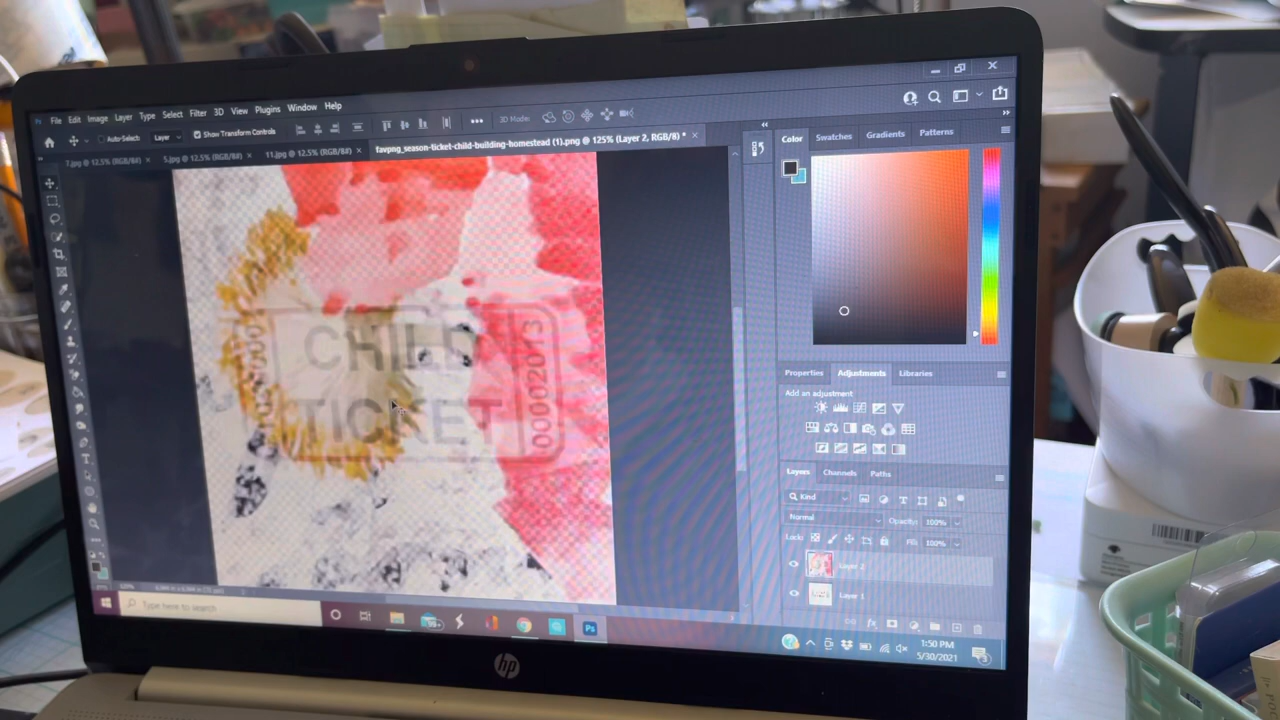 File Edit Image Layer Type Select Filter 3D View Plugins Window Help
Auto-Select: Layer Show Transform Controls 3D Mode:
7.jpg @ 12.5% (RGB/8#) 5.jpg @ 12.5% (RGB/8#) 11.jpg @ 12.5% (RGB/8#) favpng_season-ticket-child-building-homestead (1).png @ 125% (Layer 2, RGB/8) *
Color Swatches Gradients Patterns
CHILD
TICKET
00002013
Properties Adjustments Libraries
Add an adjustment
Layers Channels Paths
Kind
Normal Opacity: 100%
Lock: Fill: 100%
Layer 2
Layer 1
Type here to search
Ps
1:50 PM
5/30/2021
hp